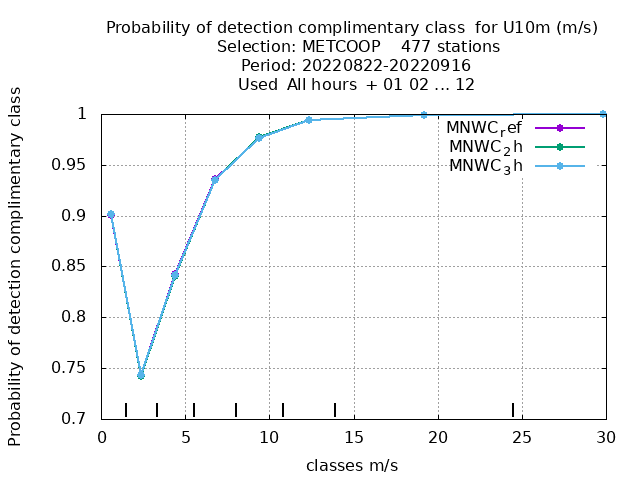 Probability of detection complimentary class  for U10m (m/s)
Selection: METCOOP    477 stations
Period: 20220822-20220916
Used  All hours  + 01 02 ... 12
Probability of detection complimentary class
1
0.95
0.9
0.85
0.8
0.75
0.7
0 5 10 15 20 25 30
classes m/s
MNWC_ref
MNWC_2h
MNWC_3h